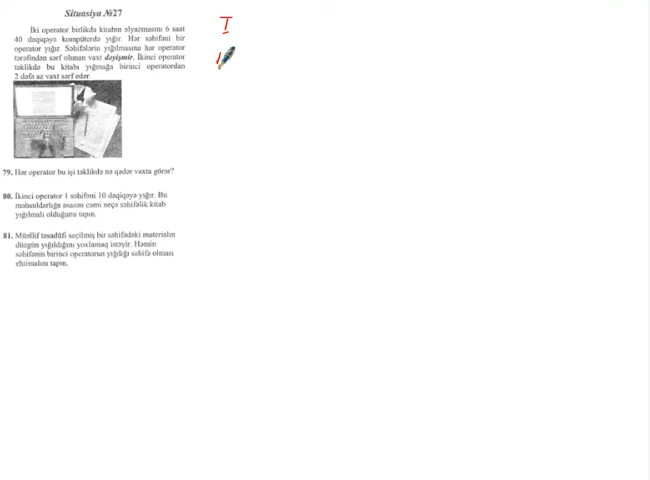 Situasiya №27
İki operator birlikdə kitabın əlyazmasını 6 saat
40 dəqiqəyə kompüterdə yığır. Hər səhifəni bir
operator yığır. Səhifələrin yığılmasına hər operator
tərəfindən sərf olunan vaxt dəyişmir. İkinci operator
təklikdə bu kitabı yığmağa birinci operatordan
2 dəfə az vaxt sərf edər.
79. Hər operator bu işi təklikdə nə qədər vaxta görər?
80. İkinci operator 1 səhifəni 10 dəqiqəyə yığır. Bu
məhsuldarlığa əsasən cəmi neçə səhifəlik kitab
yığılmalı olduğunu tapın.
81. Müəllif təsadüfi seçilmiş bir səhifədəki materialın
düzgün yığıldığını yoxlamaq istəyir. Həmin
səhifənin birinci operatorun yığdığı səhifə olması
ehtimalını tapın.
I